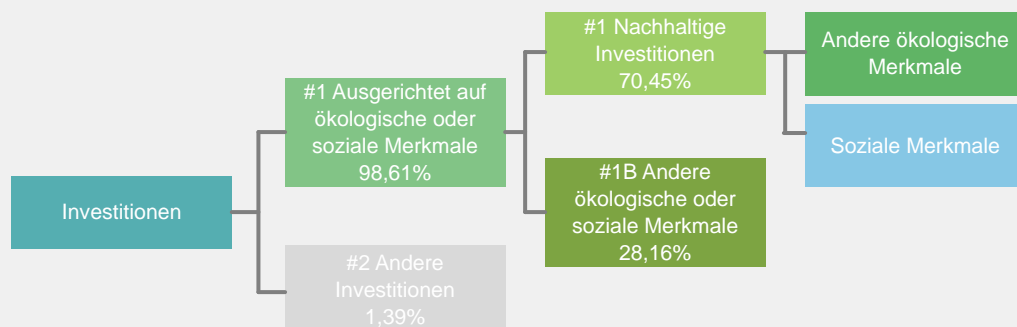 Investitionen
#1 Ausgerichtet auf
ökologische oder
soziale Merkmale
98,61%
#2 Andere
Investitionen
1,39%
#1 Nachhaltige
Investitionen
70,45%
#1B Andere
ökologische oder
soziale Merkmale
28,16%
Andere ökologische
Merkmale
Soziale Merkmale